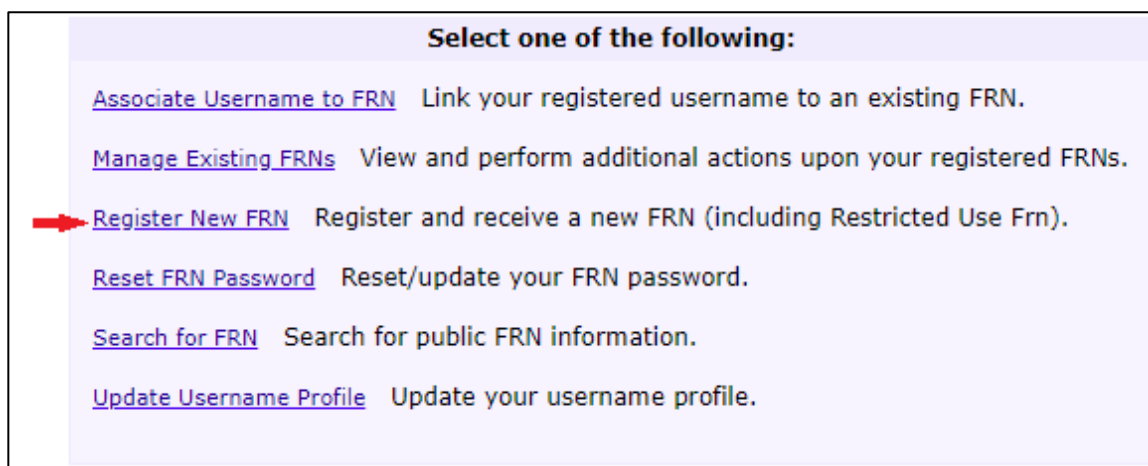 Select one of the following:
Associate Username to FRN Link your registered username to an existing FRN.
Manage Existing FRNs View and perform additional actions upon your registered FRNs.
Register New FRN Register and receive a new FRN (including Restricted Use Frn).
Reset FRN Password Reset/update your FRN password.
Search for FRN Search for public FRN information.
Update Username Profile Update your username profile.